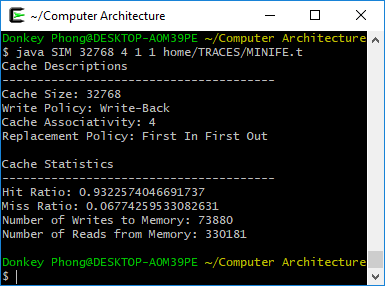 ~/Computer Architecture
Donkey Phong@DESKTOP-AOM39PE ~/Computer Architecture
$ java SIM 32768 4 1 1 home/TRACES/MINIFE.t
Cache Descriptions
---------------------------------------
Cache Size: 32768
Write Policy: Write-Back
Cache Associativity: 4
Replacement Policy: First In First Out
Cache Statistics
---------------------------------------
Hit Ratio: 0.9322574046691737
Miss Ratio: 0.06774259533082631
Number of Writes to Memory: 73880
Number of Reads from Memory: 330181
Donkey Phong@DESKTOP-AOM39PE ~/Computer Architecture
$